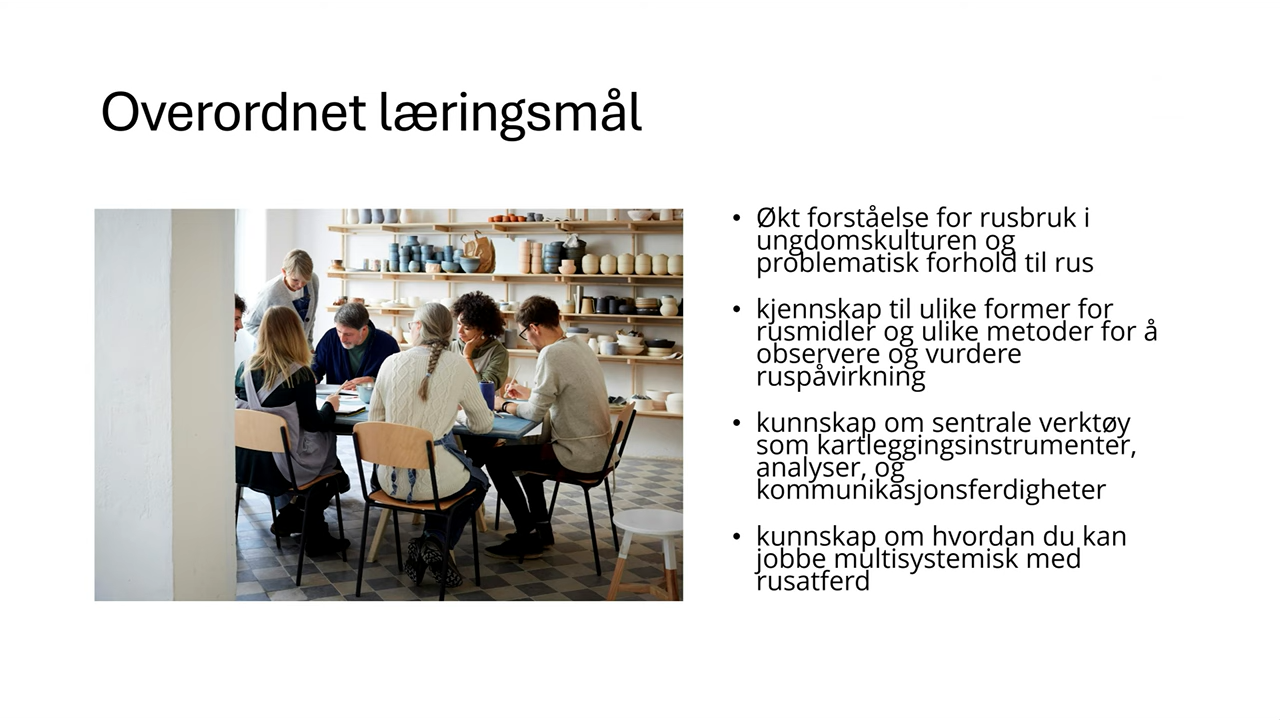 Overordnet læringsmål
• Økt forståelse for rusbruk i
ungdomskulturen og
problematisk forhold til rus
• kjennskap til ulike former for
rusmidler og ulike metoder for å
observere og vurdere
ruspåvirkning
• kunnskap om sentrale verktøy
som kartleggingsinstrumenter,
analyser, og
kommunikasjonsferdigheter
• kunnskap om hvordan du kan
jobbe multisystemisk med
rusatferd